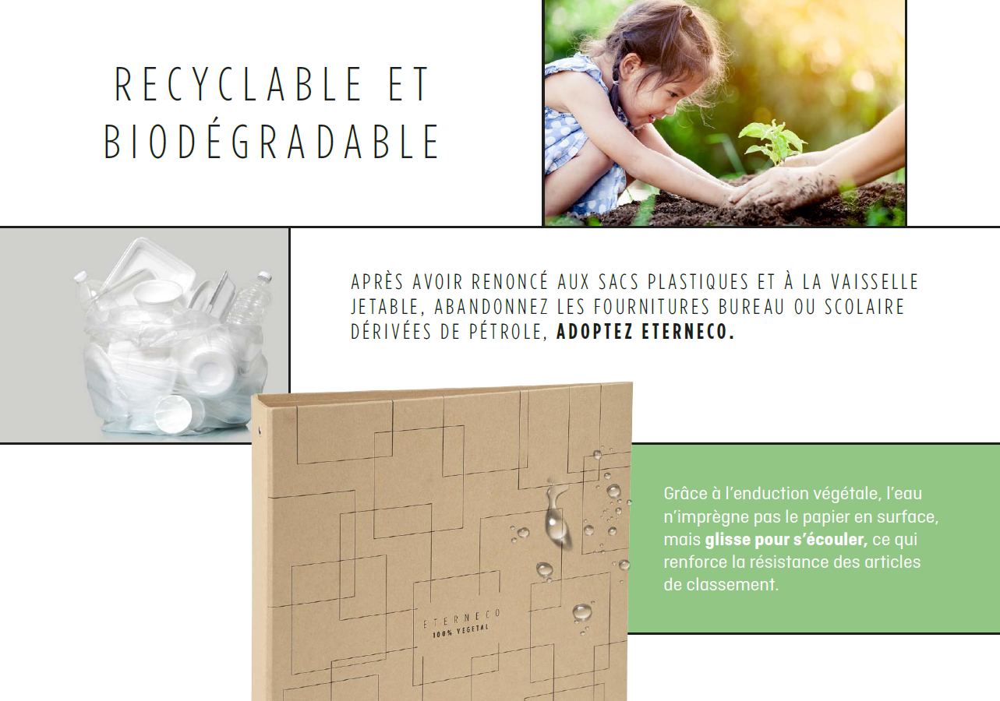 RECYCLABLE ET
BIODÉGRADABLE
APRÈS AVOIR RENONCÉ AUX SACS PLASTIQUES ET À LA VAISSELLE
JETABLE, ABANDONNEZ LES FOURNITURES BUREAU OU SCOLAIRE
DÉRIVÉES DE PÉTROLE, ADOPTEZ ETERNECO.
Grâce à l’enduction végétale, l’eau
n’imprègne pas le papier en surface,
mais glisse pour s’écouler, ce qui
renforce la résistance des articles
de classement.
ETERNECO
100% VEGETAL